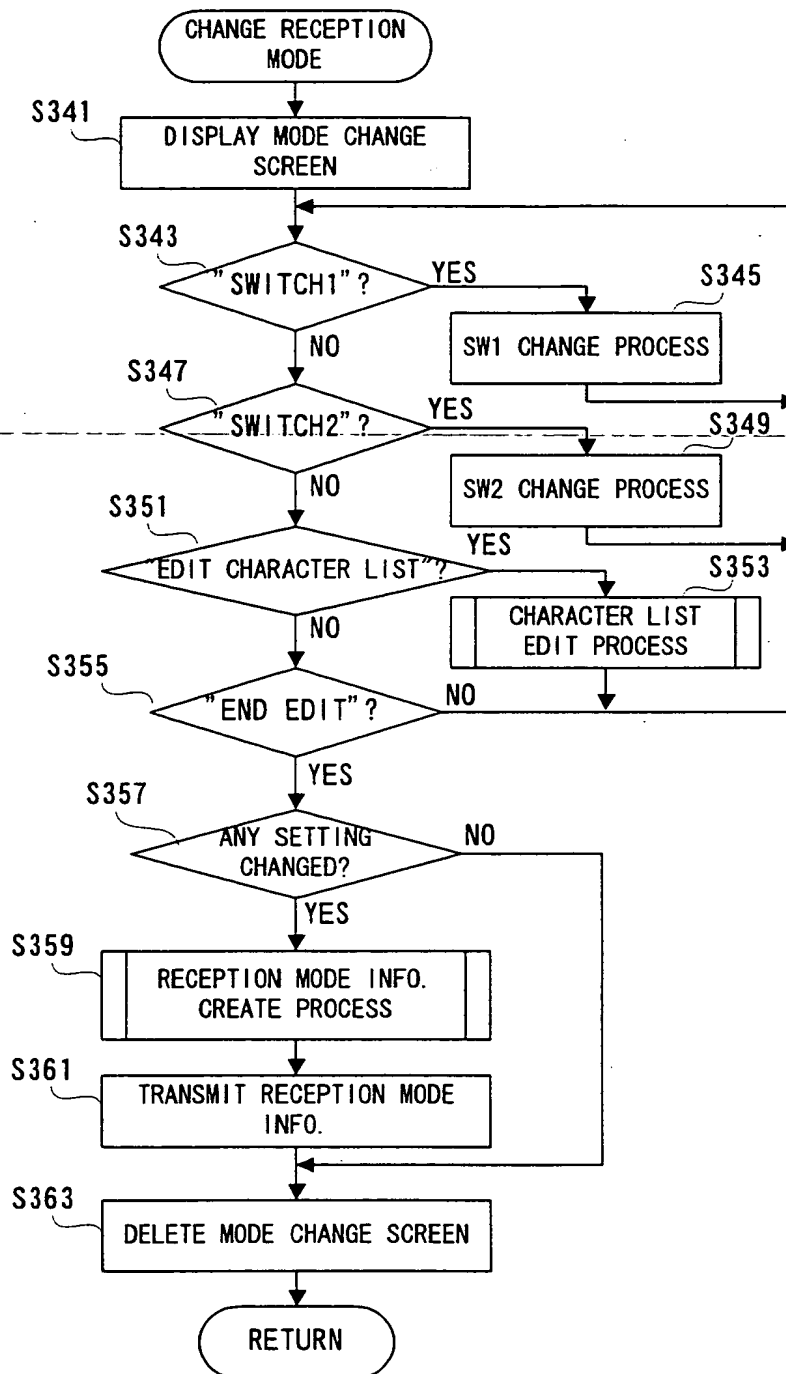 CHANGE RECEPTION
MODE
S341
DISPLAY MODE CHANGE
SCREEN
S343
"SWITCH1"?
YES
S345
SW1 CHANGE PROCESS
NO
S347
"SWITCH2"?
YES
S349
SW2 CHANGE PROCESS
NO
S351
"EDIT CHARACTER LIST"?
YES
S353
CHARACTER LIST
EDIT PROCESS
NO
S355
"END EDIT"?
NO
YES
S357
ANY SETTING
CHANGED?
NO
YES
S359
RECEPTION MODE INFO.
CREATE PROCESS
S361
TRANSMIT RECEPTION MODE
INFO.
S363
DELETE MODE CHANGE SCREEN
RETURN